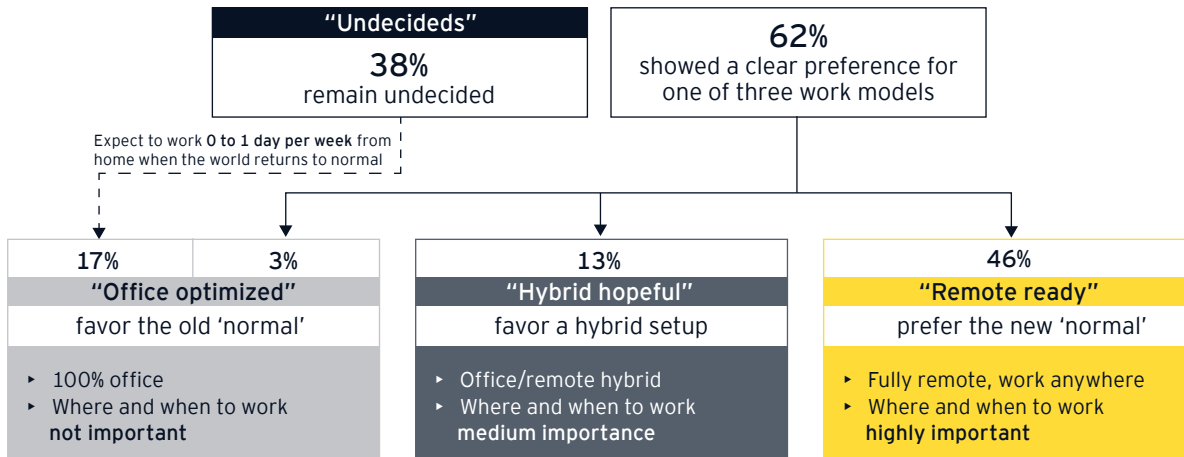 “Undecideds”
38%
remain undecided
62%
showed a clear preference for
one of three work models
Expect to work 0 to 1 day per week from
home when the world returns to normal
17%
3%
“Office optimized”
favor the old ‘normal’
▸ 100% office
▸ Where and when to work
not important
13%
“Hybrid hopeful”
favor a hybrid setup
▸ Office/remote hybrid
▸ Where and when to work
medium importance
46%
“Remote ready”
prefer the new ‘normal’
▸ Fully remote, work anywhere
▸ Where and when to work
highly important